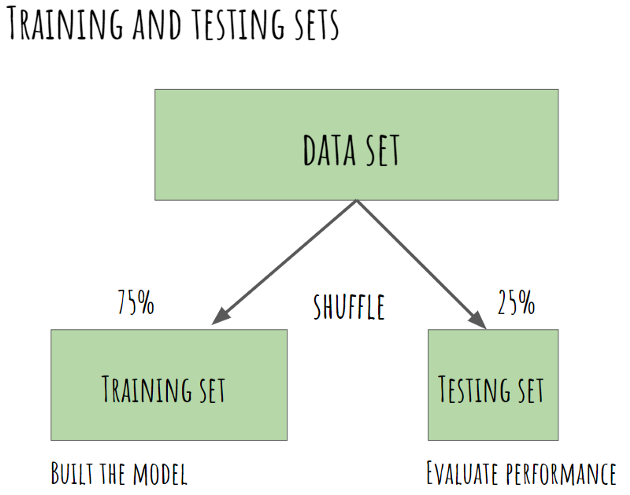 Training and testing sets
data set
75%
shuffle
25%
Training set
Testing set
Built the model
Evaluate performance